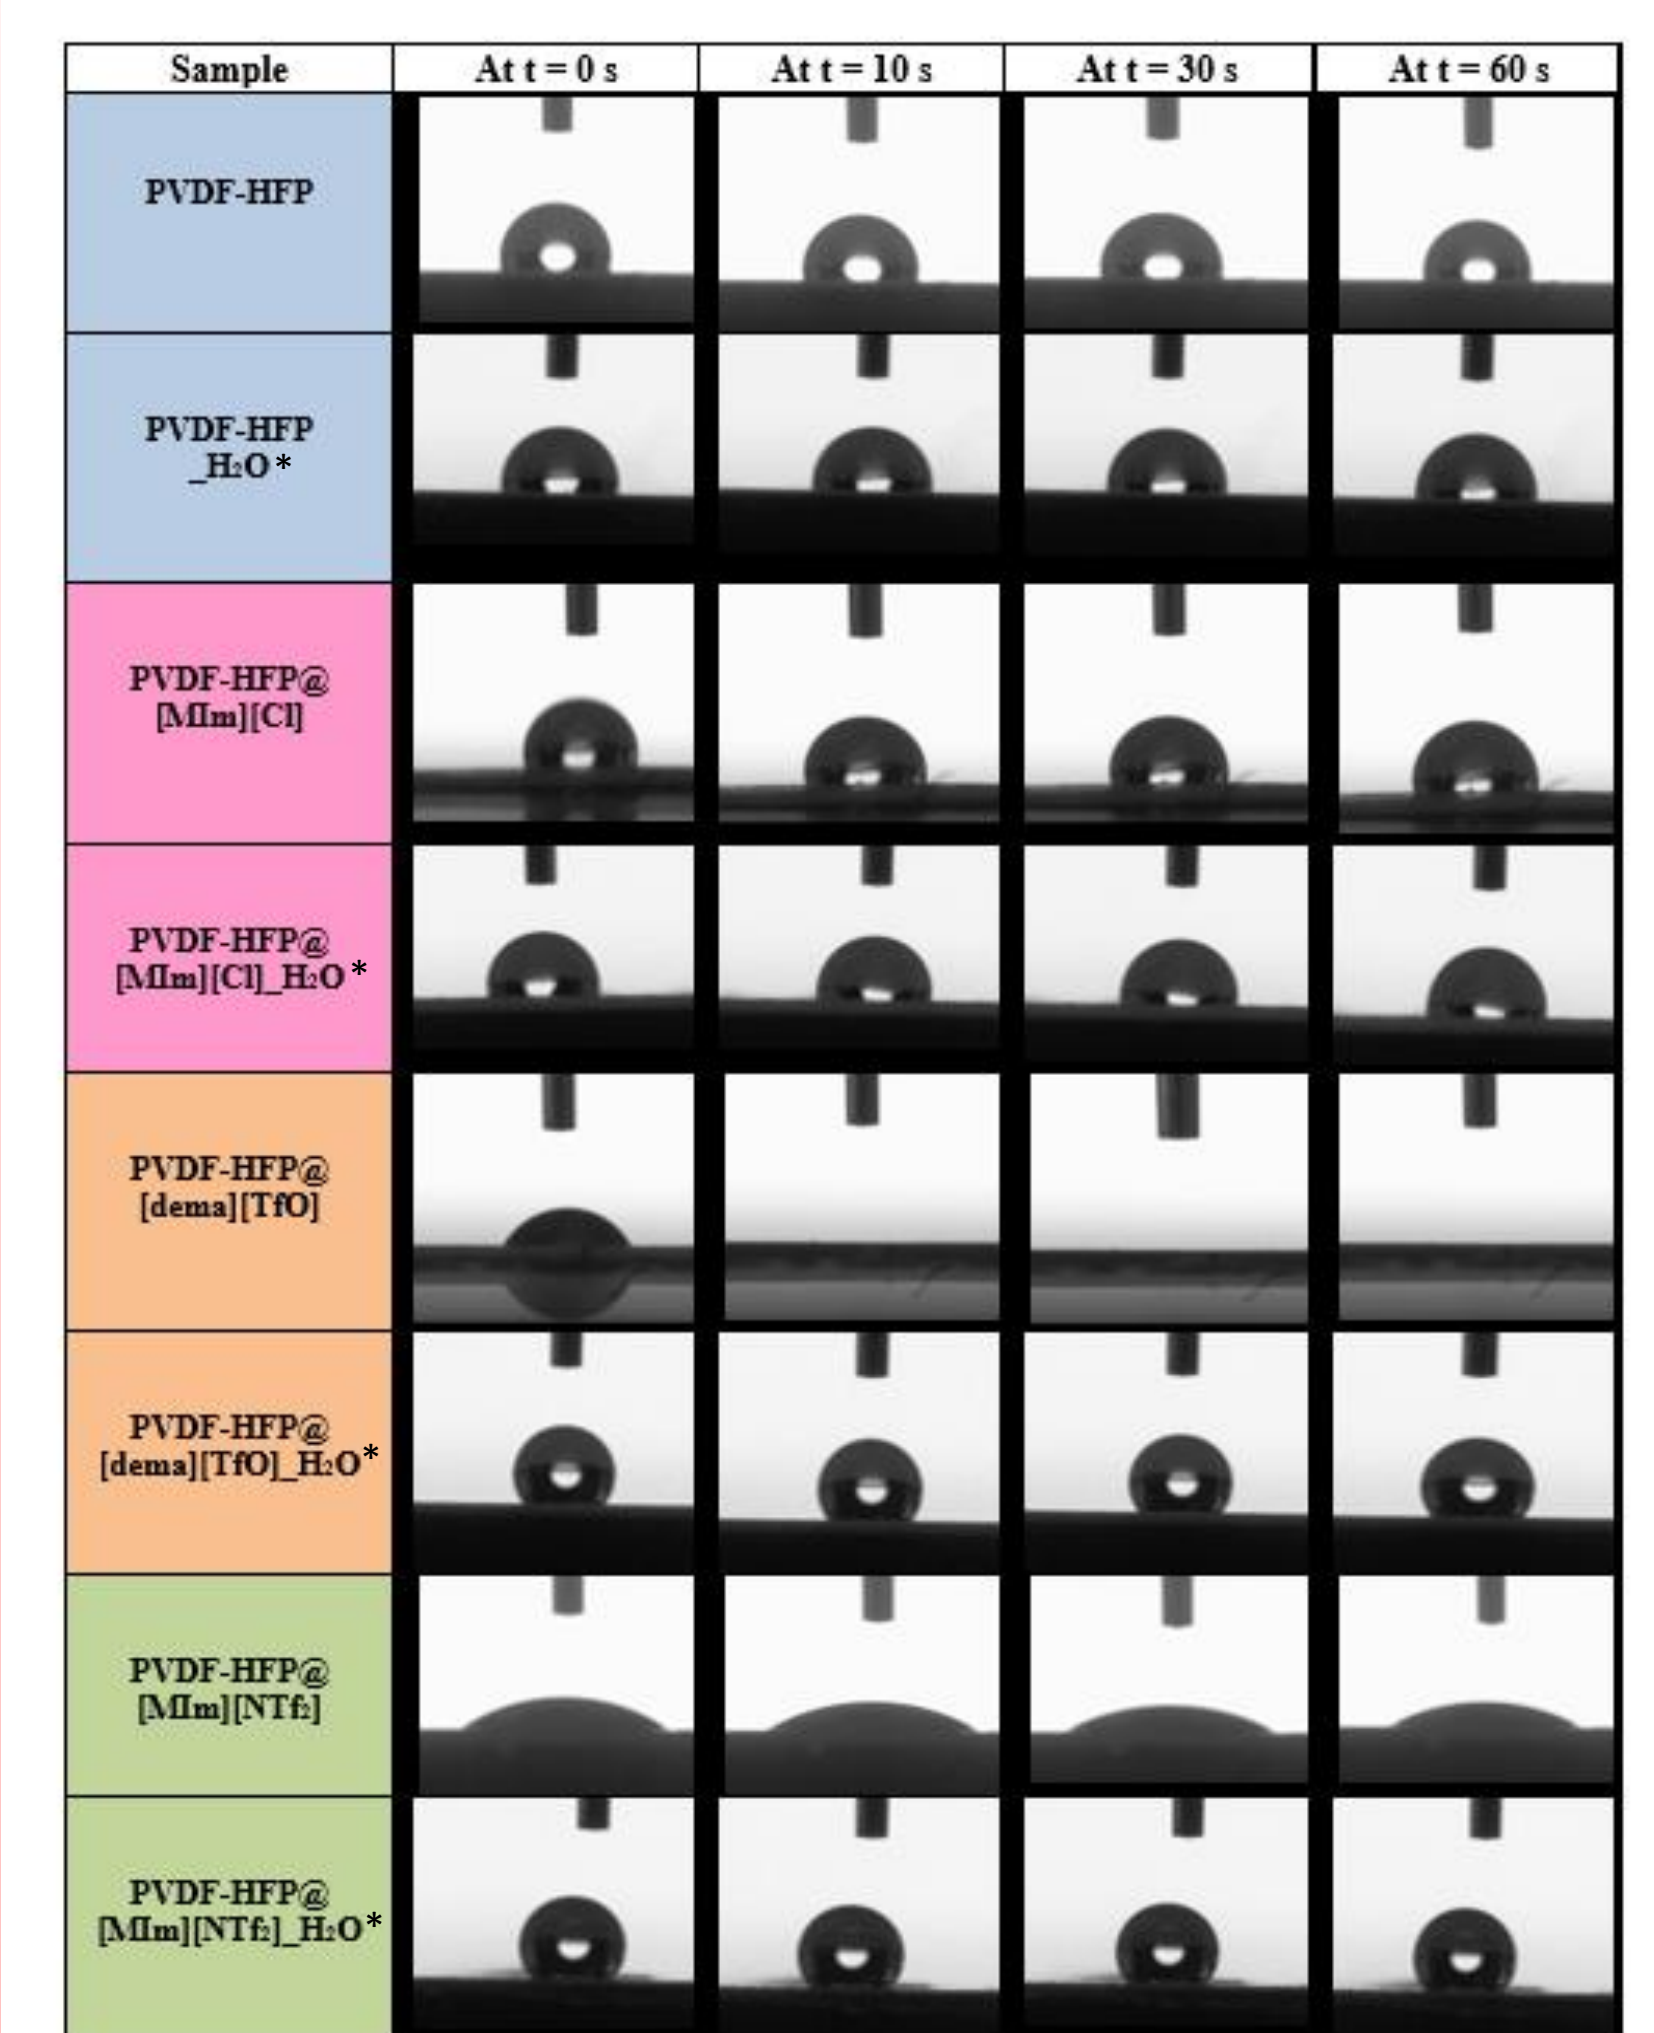 Sample At t = 0 s At t = 10 s At t = 30 s At t = 60 s
PVDF-HFP
PVDF-HFP
_H₂O*
PVDF-HFP@
[MIm][Cl]
PVDF-HFP@
[MIm][Cl]_H₂O*
PVDF-HFP@
[dema][TfO]
PVDF-HFP@
[dema][TfO]_H₂O*
PVDF-HFP@
[MIm][NTf₂]
PVDF-HFP@
[MIm][NTf₂]_H₂O*